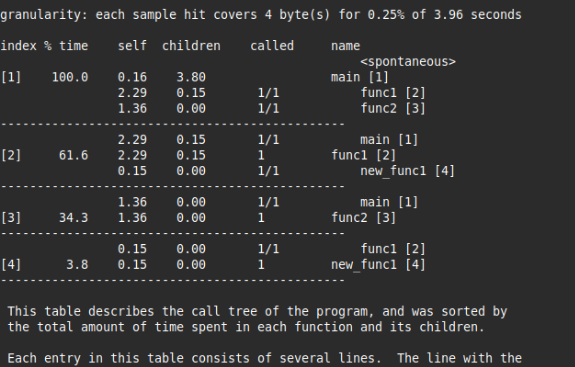 granularity: each sample hit covers 4 byte(s) for 0.25% of 3.96 seconds
index % time    self  children    called     name
                                                 <spontaneous>
[1]    100.0    0.16    3.80                 main [1]
                2.29    0.15       1/1           func1 [2]
                1.36    0.00       1/1           func2 [3]
-----------------------------------------------
                2.29    0.15       1/1           main [1]
[2]     61.6    2.29    0.15       1         func1 [2]
                0.15    0.00       1/1           new_func1 [4]
-----------------------------------------------
                1.36    0.00       1/1           main [1]
[3]     34.3    1.36    0.00       1         func2 [3]
-----------------------------------------------
                0.15    0.00       1/1           func1 [2]
[4]      3.8    0.15    0.00       1         new_func1 [4]
-----------------------------------------------
 This table describes the call tree of the program, and was sorted by
 the total amount of time spent in each function and its children.
 Each entry in this table consists of several lines.  The line with the